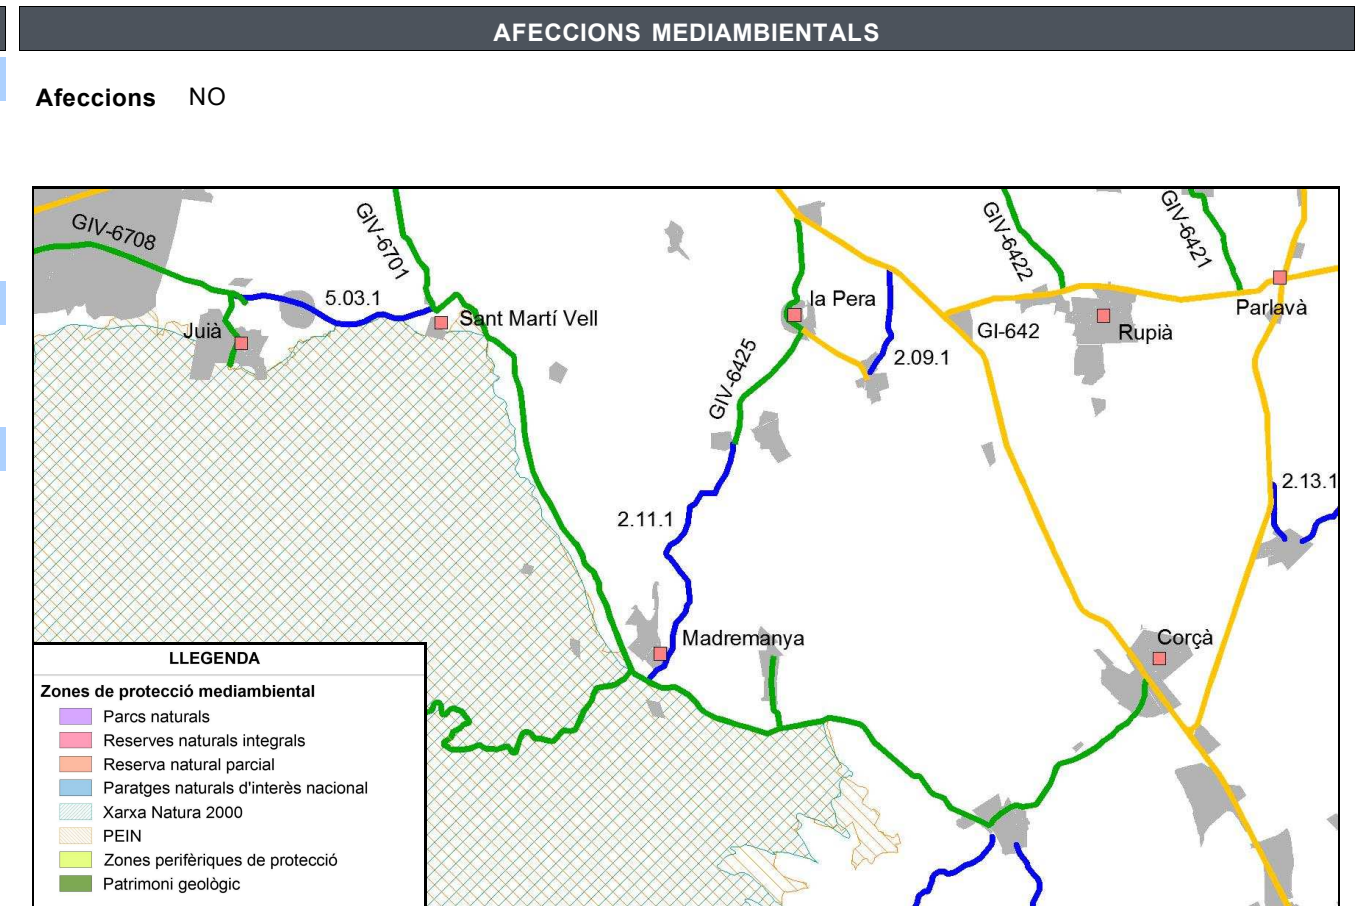 AFECCIONS MEDIAMBIENTALS
Afeccions NO
GIV-6708
GIV-6701
GIV-6422
GIV-6421
5.03.1
la Pera
Parlavà
Juià
Sant Martí Vell
GI-642
Rupià
2.09.1
GIV-6425
2.13.1
2.11.1
Madremanya
Corçà
LLEGENDA
Zones de protecció mediambiental
Parcs naturals
Reserves naturals integrals
Reserva natural parcial
Paratges naturals d'interès nacional
Xarxa Natura 2000
PEIN
Zones perifèriques de protecció
Patrimoni geològic